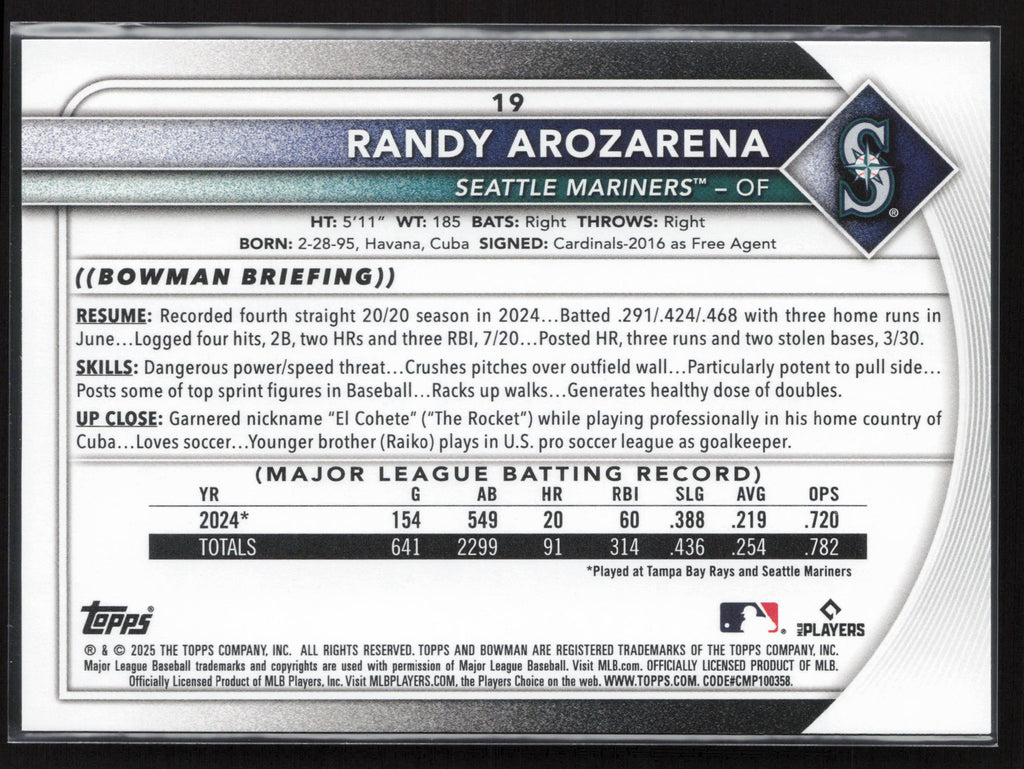 19
RANDY AROZARENA
SEATTLE MARINERS™ – OF
S
®
HT: 5'11" WT: 185 BATS: Right THROWS: Right
BORN: 2-28-95, Havana, Cuba SIGNED: Cardinals-2016 as Free Agent
((BOWMAN BRIEFING))
RESUME: Recorded fourth straight 20/20 season in 2024...Batted .291/.424/.468 with three home runs in
June...Logged four hits, 2B, two HRs and three RBI, 7/20...Posted HR, three runs and two stolen bases, 3/30.
SKILLS: Dangerous power/speed threat...Crushes pitches over outfield wall...Particularly potent to pull side...
Posts some of top sprint figures in Baseball...Racks up walks...Generates healthy dose of doubles.
UP CLOSE: Garnered nickname "El Cohete" ("The Rocket") while playing professionally in his home country of
Cuba...Loves soccer...Younger brother (Raiko) plays in U.S. pro soccer league as goalkeeper.
(MAJOR LEAGUE BATTING RECORD)
YR G AB HR RBI SLG AVG OPS
2024* 154 549 20 60 .388 .219 .720
TOTALS 641 2299 91 314 .436 .254 .782
*Played at Tampa Bay Rays and Seattle Mariners
TOPPS®
®
MLB PLAYERS
® & © 2025 THE TOPPS COMPANY, INC. ALL RIGHTS RESERVED. TOPPS AND BOWMAN ARE REGISTERED TRADEMARKS OF THE TOPPS COMPANY, INC.
Major League Baseball trademarks and copyrights are used with permission of Major League Baseball. Visit MLB.com. OFFICIALLY LICENSED PRODUCT OF MLB.
Officially Licensed Product of MLB Players, Inc. Visit MLBPLAYERS.COM, the Players Choice on the web. WWW.TOPPS.COM. CODE#CMP100358.